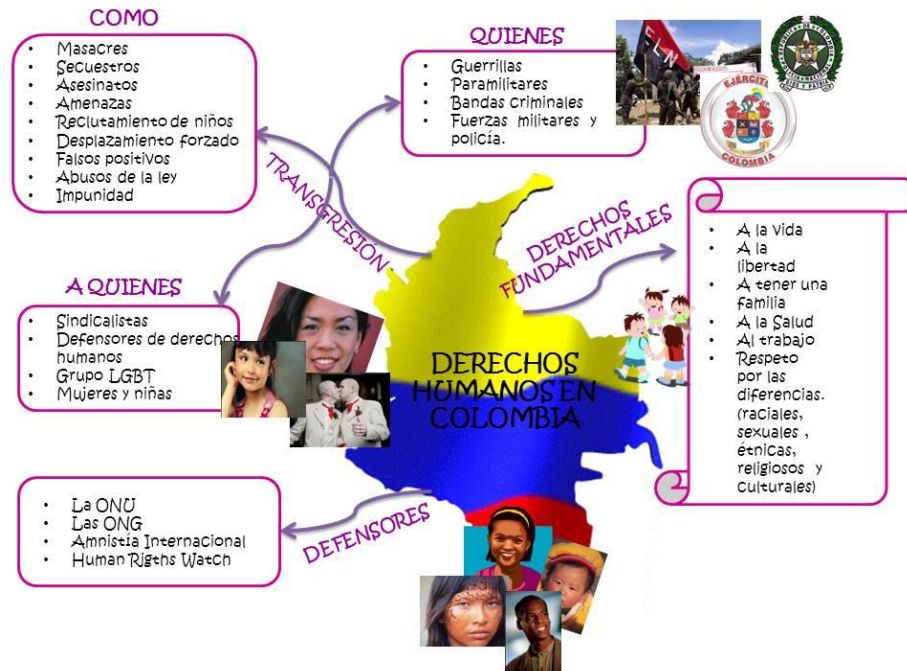 COMO
• Masacres
• Secuestros
• Asesinatos
• Amenazas
• Reclutamiento de niños
• Desplazamiento forzado
• Falsos positivos
• Abusos de la ley
• Impunidad
QUIENES
• Guerrillas
• Paramilitares
• Bandas criminales
• Fuerzas militares y
policía.
ELN
EJÉRCITO
COLOMBIA
TRANSGRESIÓN
DERECHOS
FUNDAMENTALES
• A la vida
• A la
libertad
• A tener una
familia
• A la Salud
• Al trabajo
• Respeto
por las
diferencias.
(raciales,
sexuales ,
étnicas,
religiosos y
culturales)
A QUIENES
• Sindicalistas
• Defensores de derechos
humanos
• Grupo LGBT
• Mujeres y niñas
DERECHOS
HUMANOS EN
COLOMBIA
DEFENSORES
• La ONU
• Las ONG
• Amnistía Internacional
• Human Rigths Watch